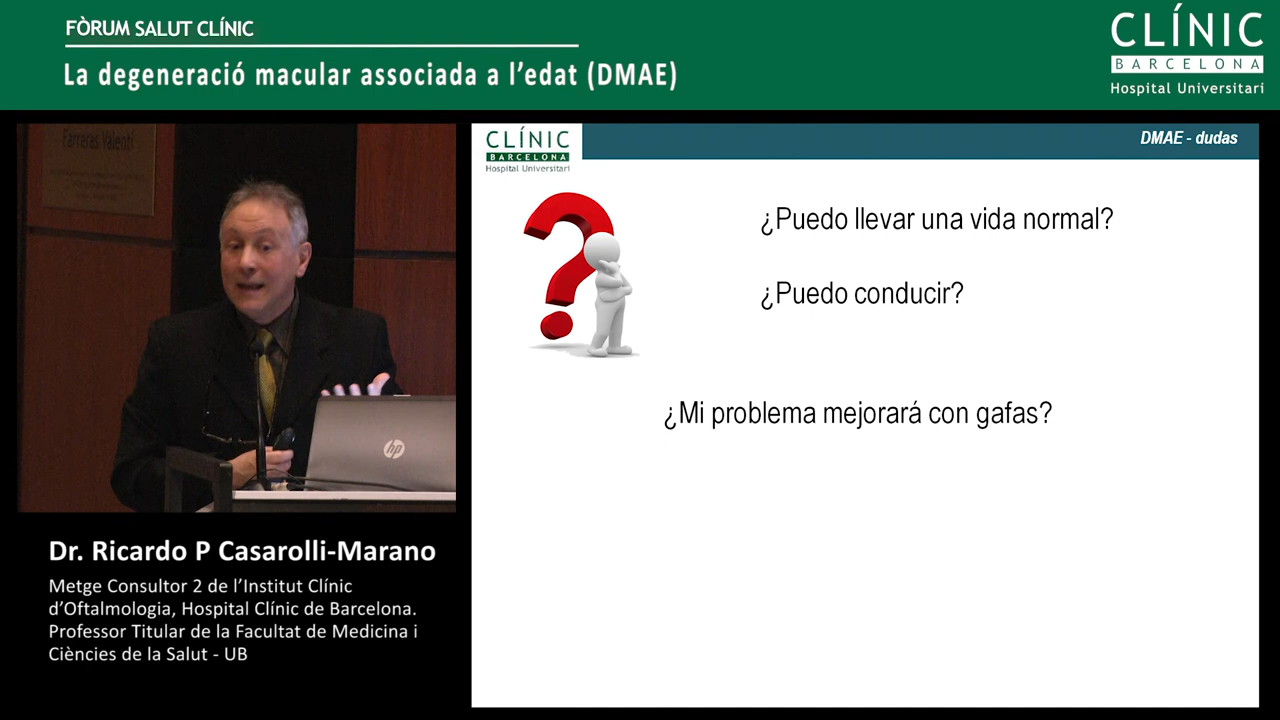 FÒRUM SALUT CLÍNIC
La degeneració macular associada a l'edat (DMAE)
CLÍNIC
BARCELONA
Hospital Universitari
Farreras Valentí
CLÍNIC
BARCELONA
Hospital Universitari
DMAE - dudas
¿Puedo llevar una vida normal?
¿Puedo conducir?
¿Mi problema mejorará con gafas?
hp
Dr. Ricardo P Casarolli-Marano
Metge Consultor 2 de l'Institut Clínic
d'Oftalmologia, Hospital Clínic de Barcelona.
Professor Titular de la Facultat de Medicina i
Ciències de la Salut - UB